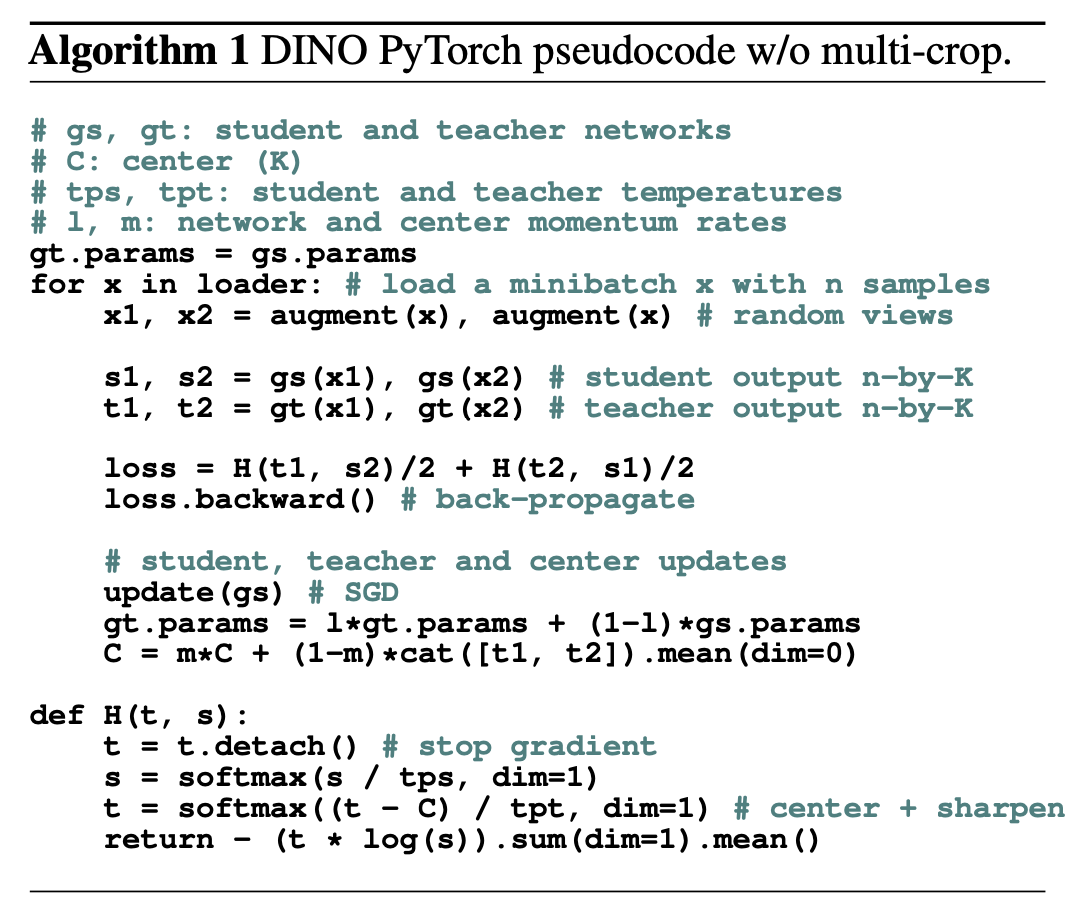 Algorithm 1 DINO PyTorch pseudocode w/o multi-crop.
# gs, gt: student and teacher networks
# C: center (K)
# tps, tpt: student and teacher temperatures
# l, m: network and center momentum rates
gt.params = gs.params
for x in loader: # load a minibatch x with n samples
    x1, x2 = augment(x), augment(x) # random views

    s1, s2 = gs(x1), gs(x2) # student output n-by-K
    t1, t2 = gt(x1), gt(x2) # teacher output n-by-K

    loss = H(t1, s2)/2 + H(t2, s1)/2
    loss.backward() # back-propagate

    # student, teacher and center updates
    update(gs) # SGD
    gt.params = l*gt.params + (1-l)*gs.params
    C = m*C + (1-m)*cat([t1, t2]).mean(dim=0)

def H(t, s):
    t = t.detach() # stop gradient
    s = softmax(s / tps, dim=1)
    t = softmax((t - C) / tpt, dim=1) # center + sharpen
    return - (t * log(s)).sum(dim=1).mean()